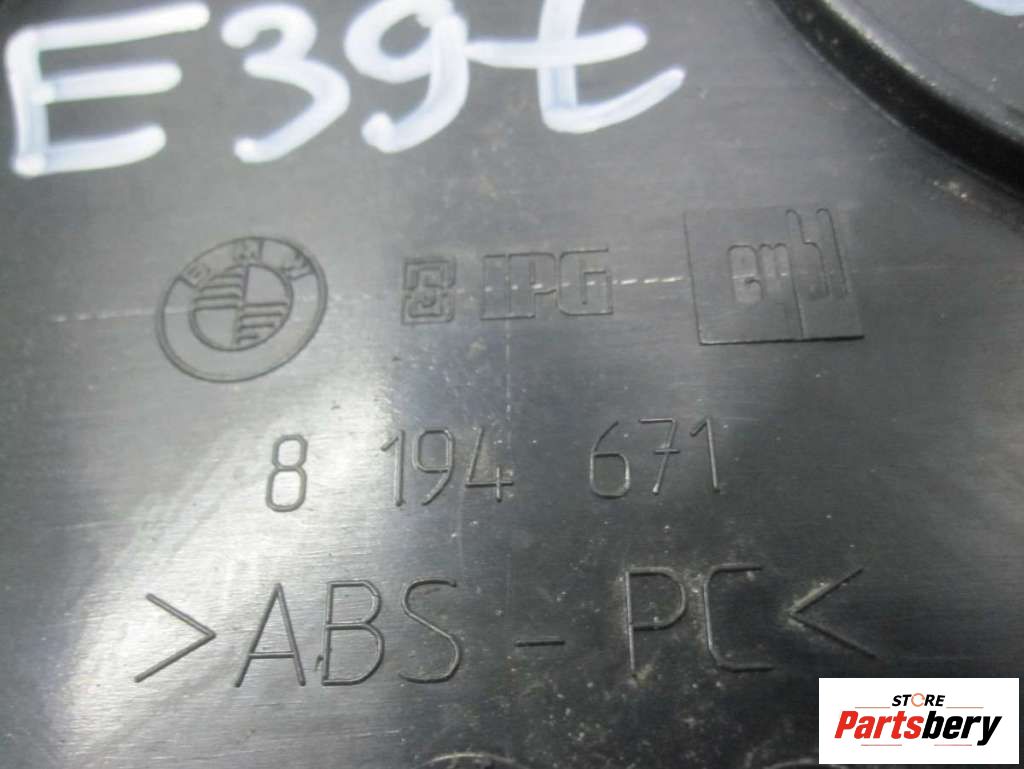 E39t
BMW IPG
8 194 671
>ABS-PC<
STORE
Partsbery